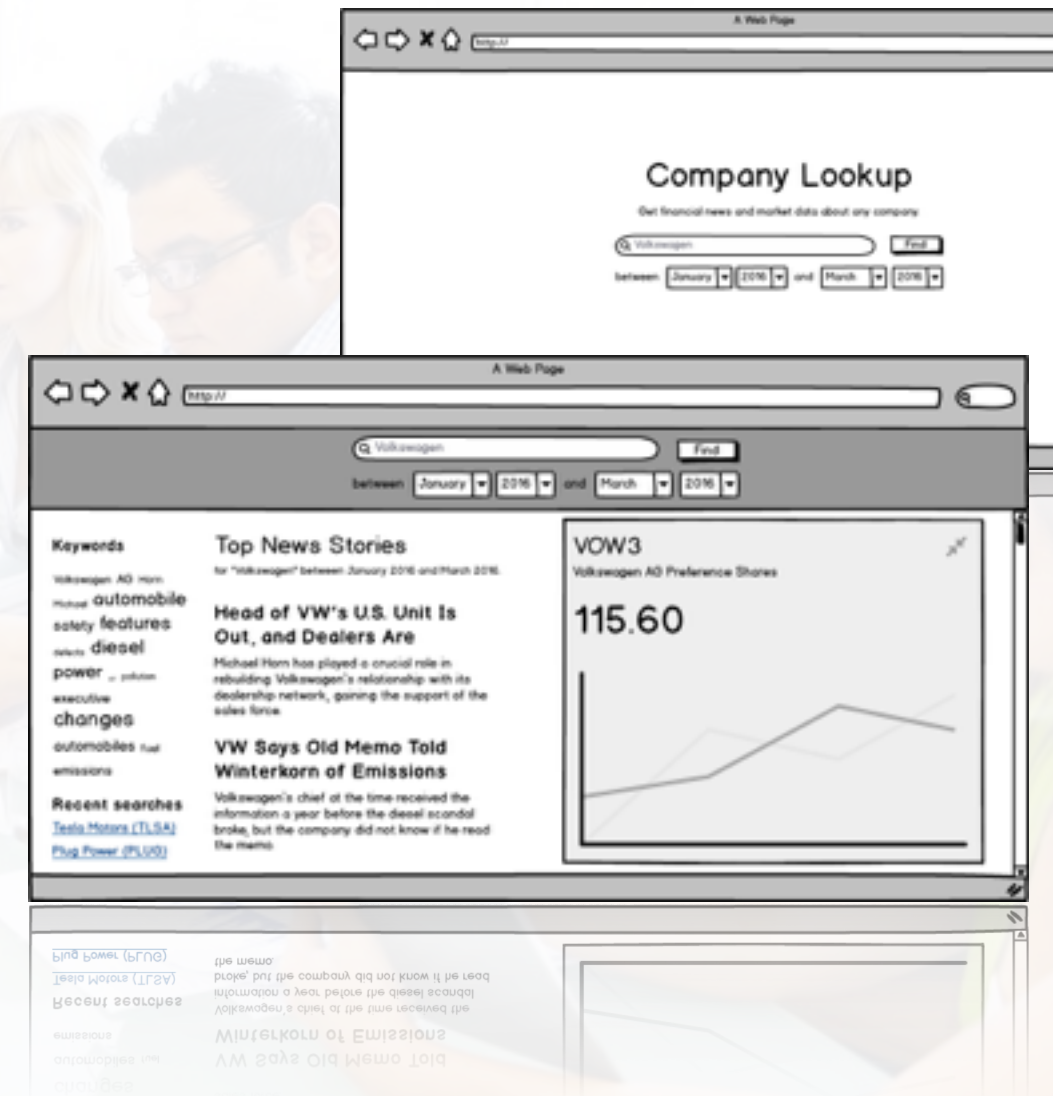 A Web Page
http://
Company Lookup
Get financial news and market data about any company
Volkswagen
Find
between January 2016 and March 2016
A Web Page
http://
Volkswagen
Find
between January 2016 and March 2016
Keywords
Volkswagen AG Horn
Michael automobile
safety features
defects diesel
power pollution
executive
changes
automobiles fuel
emissions
Recent searches
Tesla Motors (TLSA)
Plug Power (PLUG)
Top News Stories
for "Volkswagen" between January 2016 and March 2016.
Head of VW's U.S. Unit Is
Out, and Dealers Are
Michael Horn has played a crucial role in
rebuilding Volkswagen's relationship with its
dealership network, gaining the support of the
sales force.
VW Says Old Memo Told
Winterkorn of Emissions
Volkswagen's chief at the time received the
information a year before the diesel scandal
broke, but the company did not know if he read
the memo.
VOW3
Volkswagen AG Preference Shares
115.60